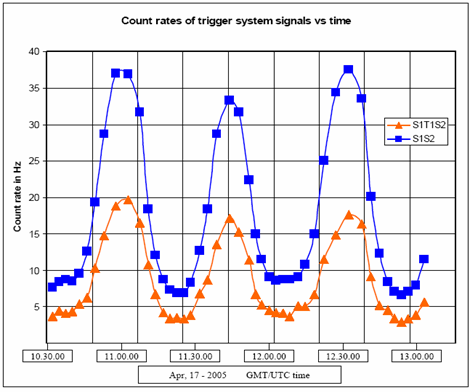 Count rates of trigger system signals vs time
40
35
30
25
20
15
10
5
Count rate in Hz
S1T1S2
S1S2
10.30.00 11.00.00 11.30.00 12.00.00 12.30.00 13.00.00
Apr, 17 - 2005 GMT/UTC time